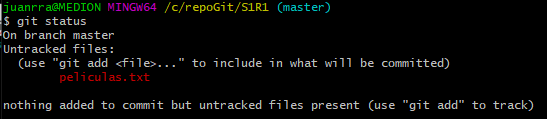 juanrra@MEDION MINGW64 /c/repoGit/S1R1 (master)
$ git status
On branch master
Untracked files:
  (use "git add <file>..." to include in what will be committed)
        peliculas.txt

nothing added to commit but untracked files present (use "git add" to track)